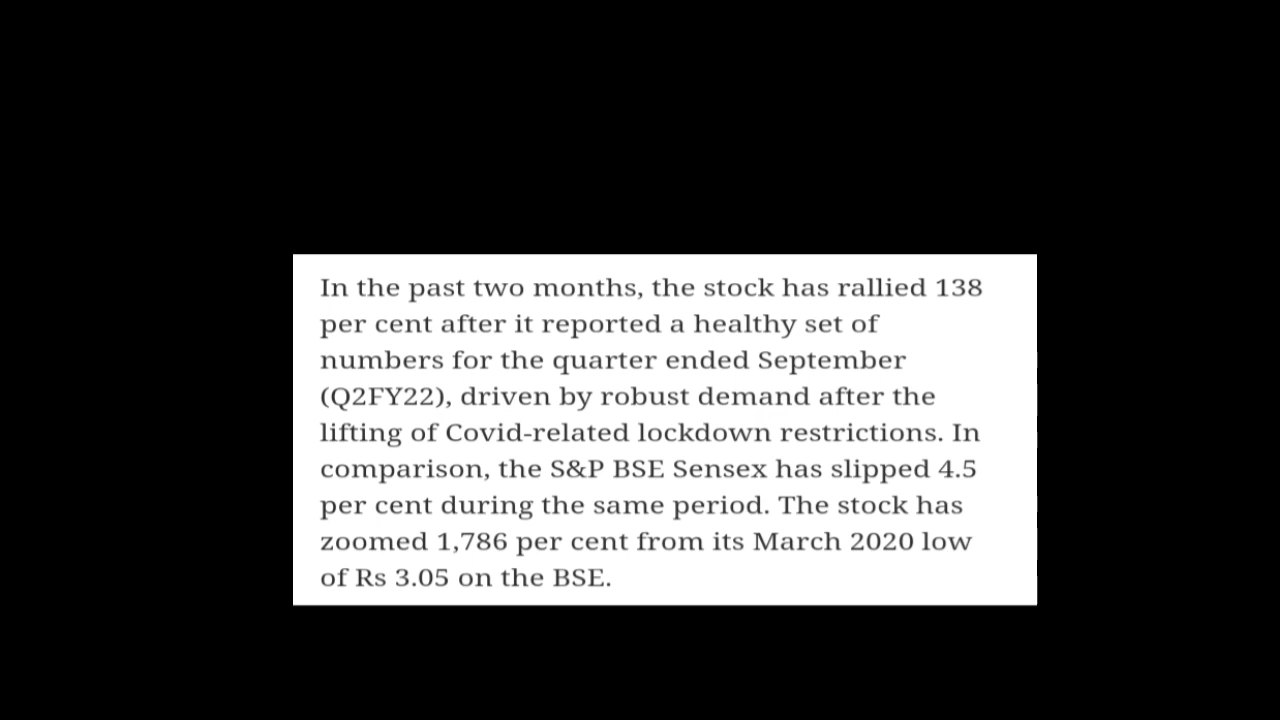 In the past two months, the stock has rallied 138
per cent after it reported a healthy set of
numbers for the quarter ended September
(Q2FY22), driven by robust demand after the
lifting of Covid-related lockdown restrictions. In
comparison, the S&P BSE Sensex has slipped 4.5
per cent during the same period. The stock has
zoomed 1,786 per cent from its March 2020 low
of Rs 3.05 on the BSE.